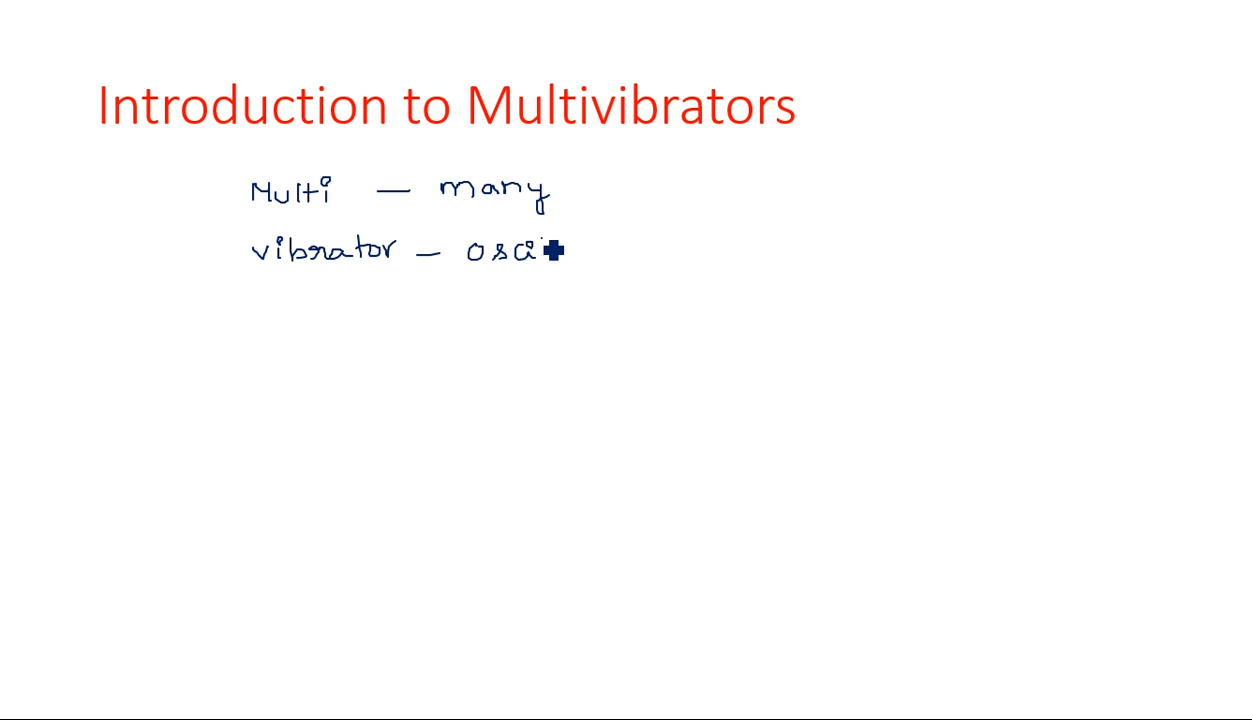 Introduction to Multivibrators
Multi — many
vibrator — osci